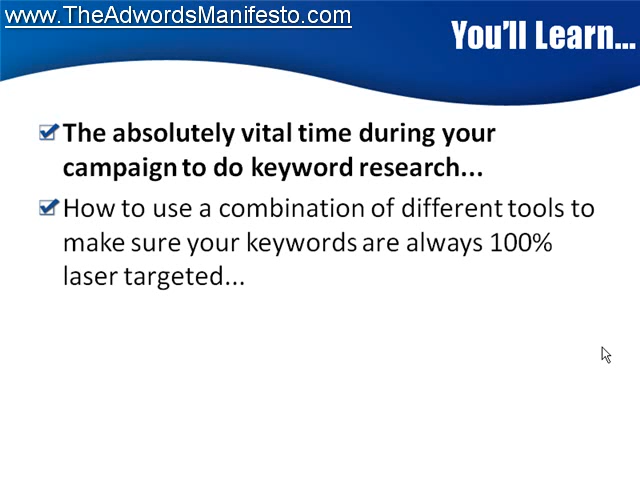 www.TheAdwordsManifesto.com
You'll Learn...
The absolutely vital time during your
campaign to do keyword research...
How to use a combination of different tools to
make sure your keywords are always 100%
laser targeted...